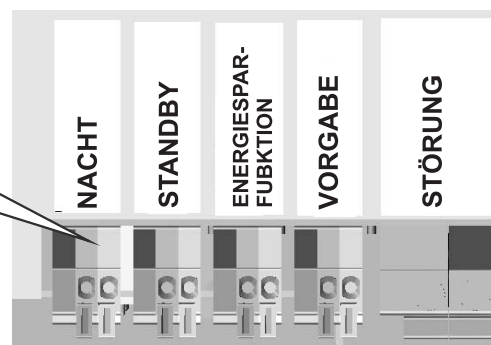 NACHT
STANDBY
ENERGIESPAR-
FUBKTION
VORGABE
STÖRUNG